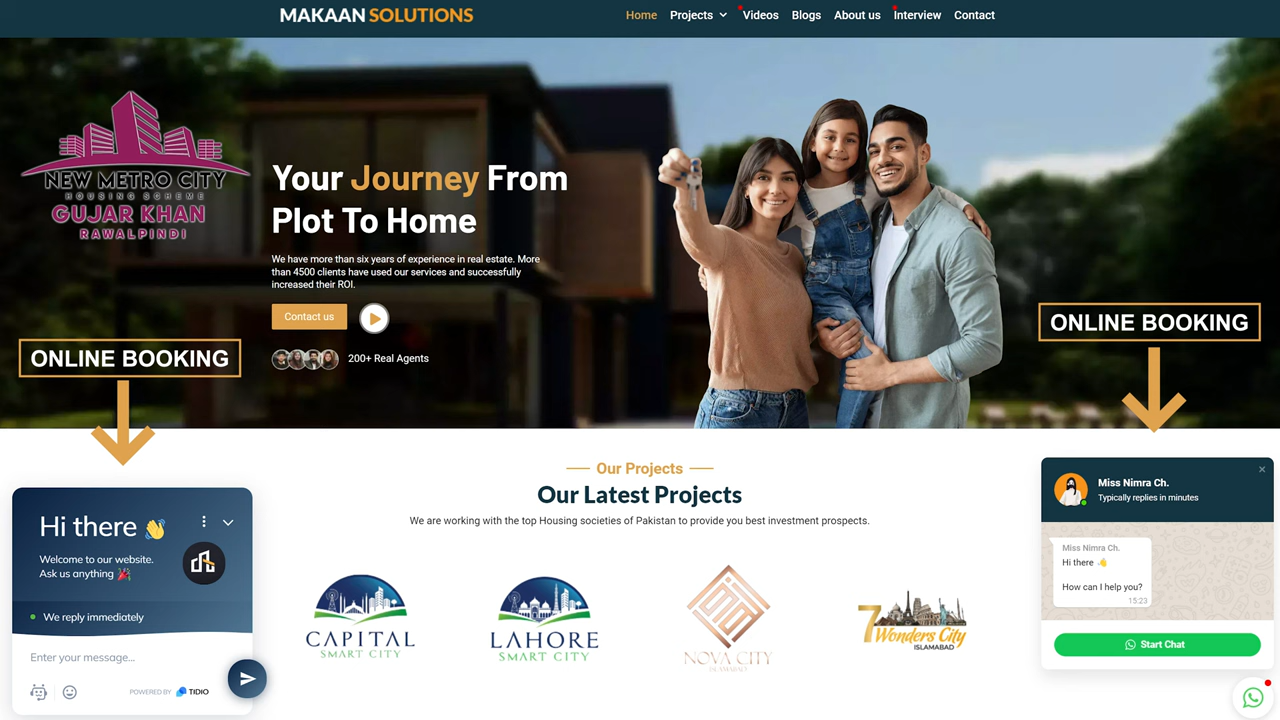 MAKAAN SOLUTIONS
Home Projects Videos Blogs About us Interview Contact
NEW METRO CITY
HOUSING SCHEME
GUJAR KHAN
RAWALPINDI
Your Journey From
Plot To Home
We have more than six years of experience in real estate. More
than 4500 clients have used our services and successfully
increased their ROI.
Contact us
200+ Real Agents
ONLINE BOOKING
ONLINE BOOKING
Our Projects
Our Latest Projects
We are working with the top Housing societies of Pakistan to provide you best investment prospects.
CAPITAL
SMART CITY
LAHORE
SMART CITY
NOVA CITY
ISLAMABAD
7 Wonders City
ISLAMABAD
Hi there 👋
Welcome to our website.
Ask us anything 🎉
We reply immediately
Enter your message...
POWERED BY TIDIO
Miss Nimra Ch.
Typically replies in minutes
Miss Nimra Ch.
Hi there 👋
How can I help you?
15:23
Start Chat